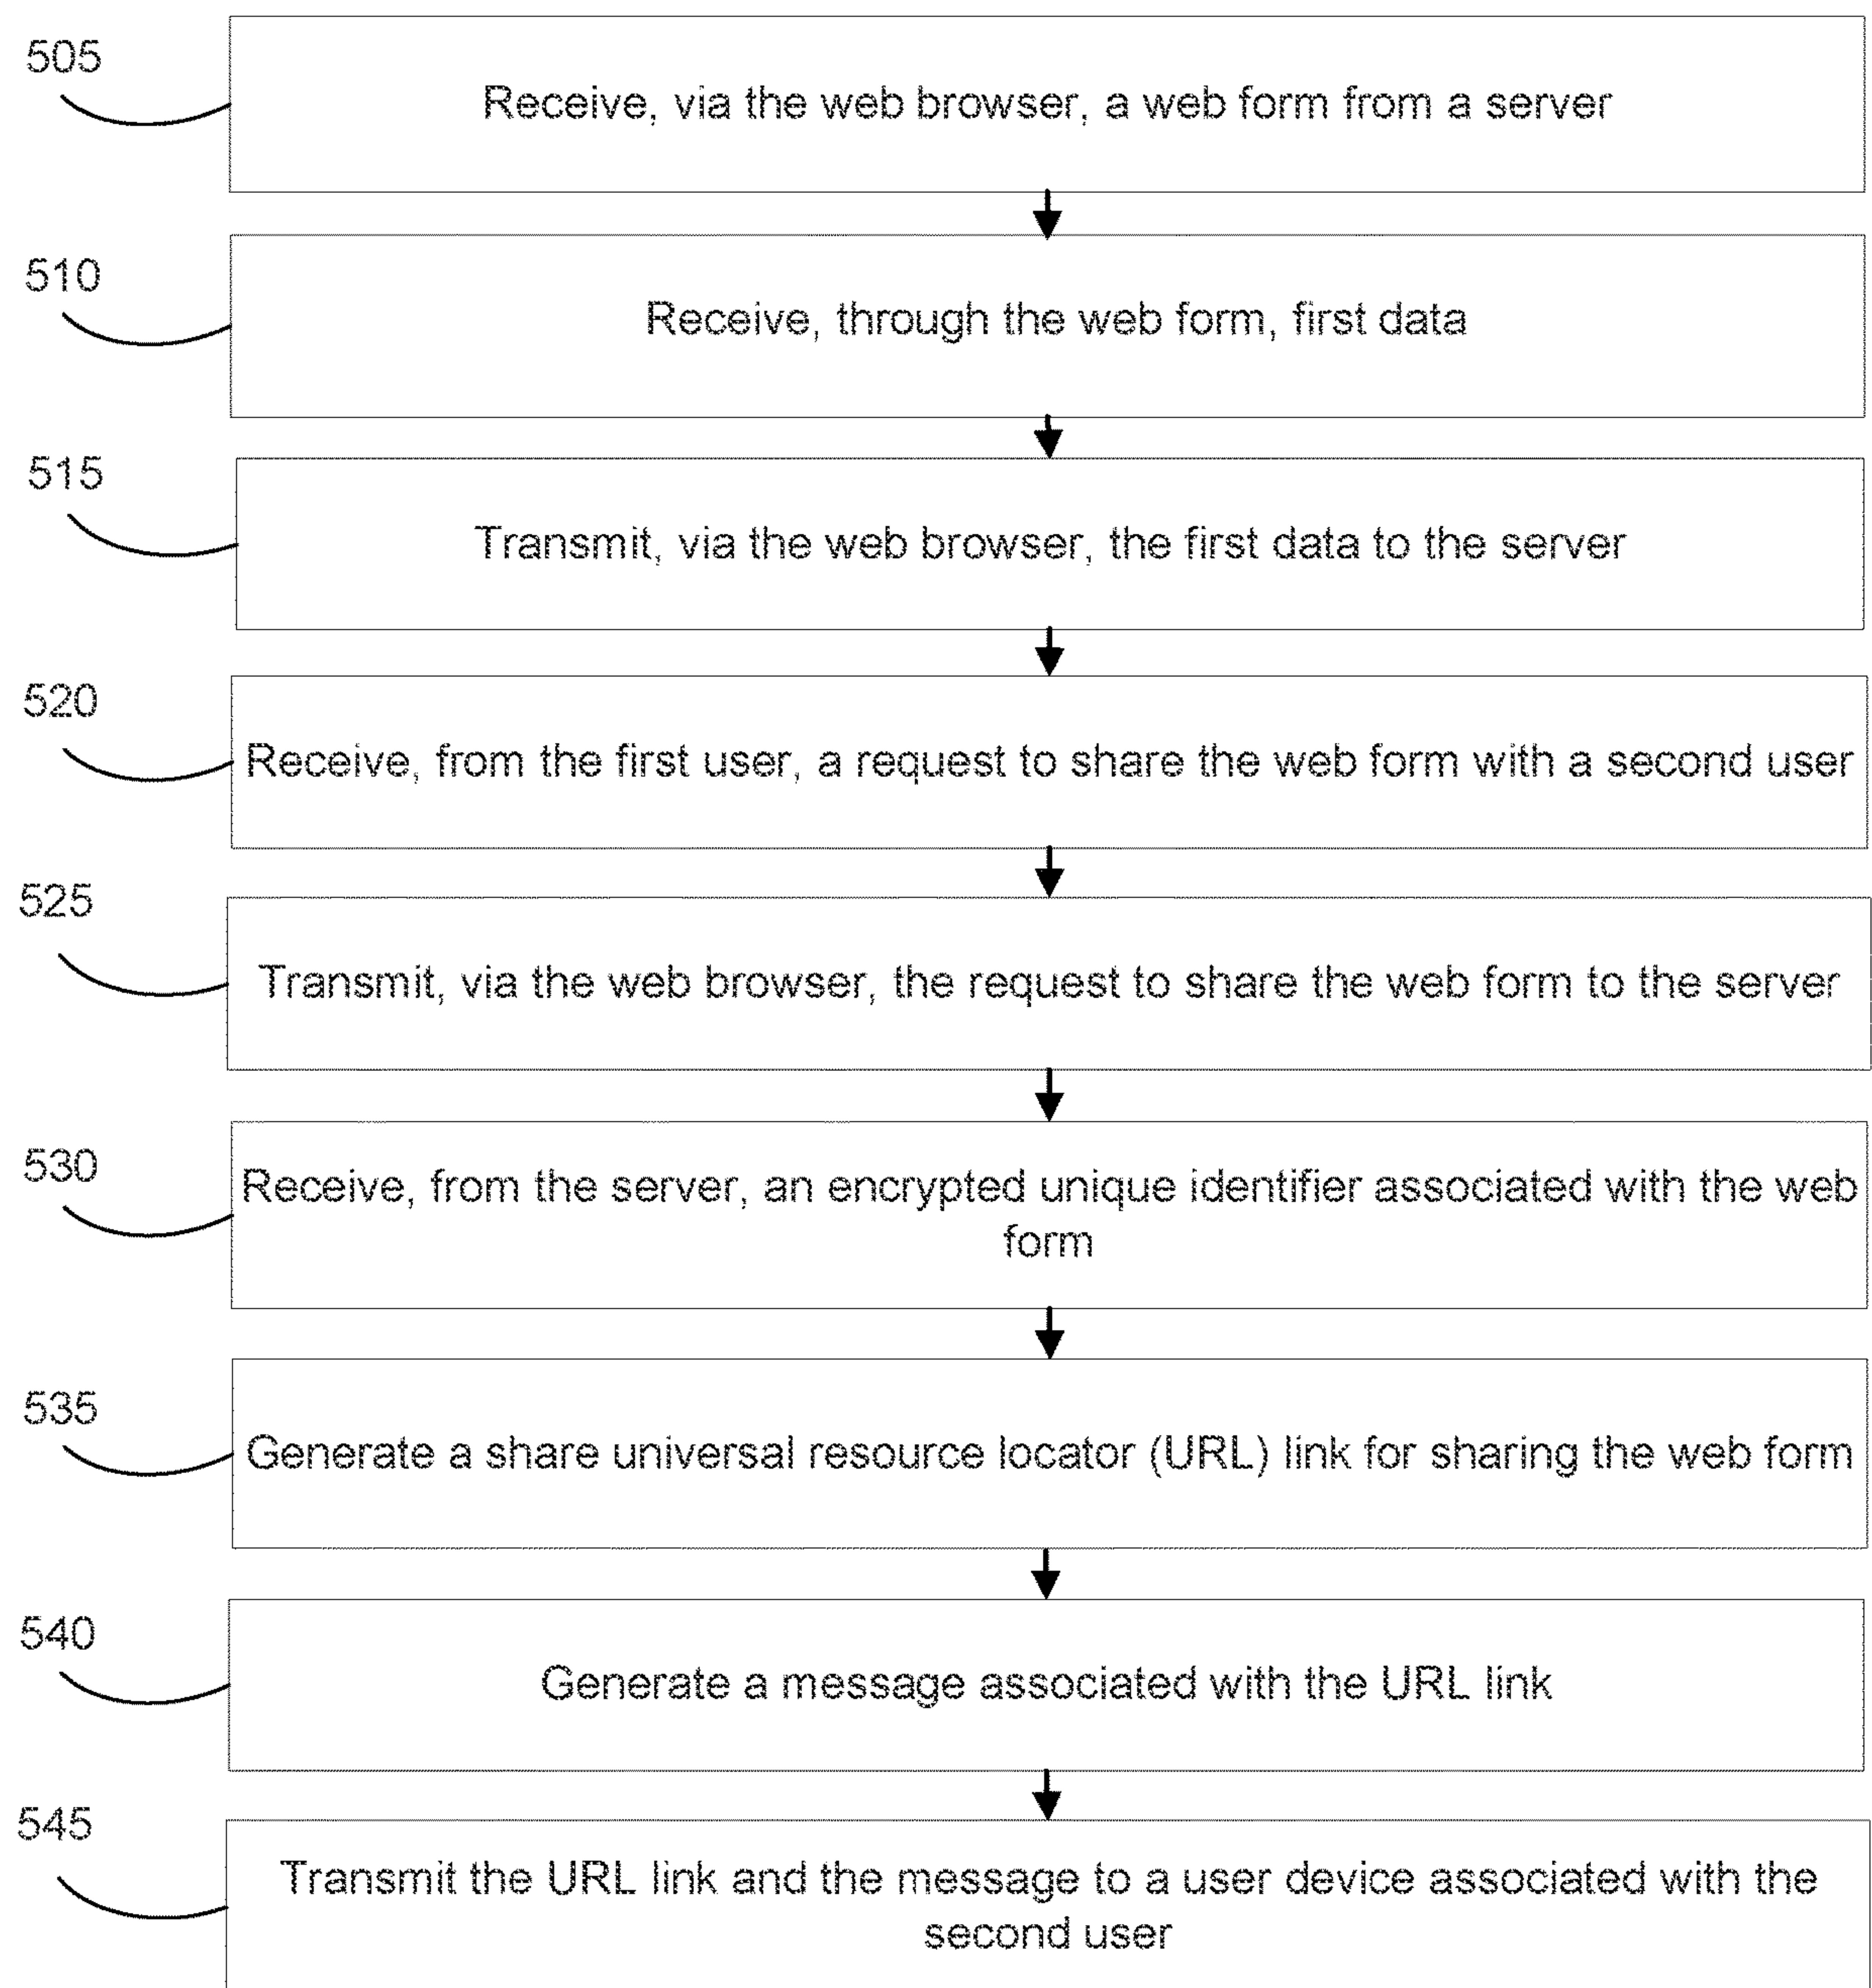 505
Receive, via the web browser, a web form from a server
510
Receive, through the web form, first data
515
Transmit, via the web browser, the first data to the server
520
Receive, from the first user, a request to share the web form with a second user
525
Transmit, via the web browser, the request to share the web form to the server
530
Receive, from the server, an encrypted unique identifier associated with the web
form
535
Generate a share universal resource locator (URL) link for sharing the web form
540
Generate a message associated with the URL link
545
Transmit the URL link and the message to a user device associated with the
second user